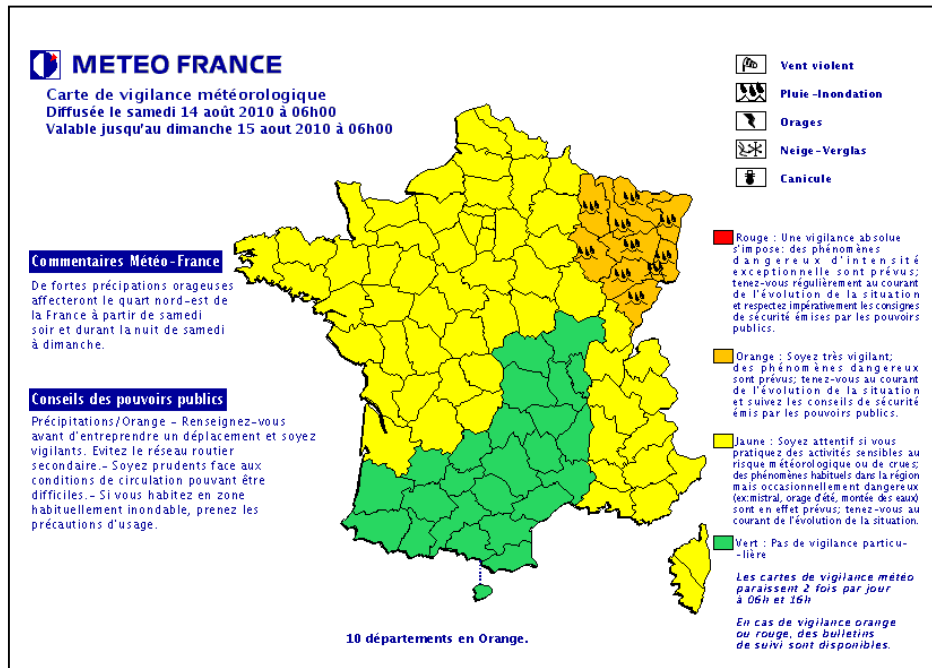 METEO FRANCE
Carte de vigilance météorologique
Diffusée le samedi 14 août 2010 à 06h00
Valable jusqu'au dimanche 15 aout 2010 à 06h00
Commentaires Météo-France
De fortes précipations orageuses
affecteront le quart nord-est de
la France à partir de samedi
soir et durant la nuit de samedi
à dimanche.
Conseils des pouvoirs publics
Précipitations/Orange - Renseignez-vous
avant d'entreprendre un déplacement et soyez
vigilants. Evitez le réseau routier
secondaire.- Soyez prudents face aux
conditions de circulation pouvant être
difficiles.- Si vous habitez en zone
habituellement inondable, prenez les
précautions d'usage.
10 départements en Orange.
Vent violent
Pluie-Inondation
Orages
Neige-Verglas
Canicule
Rouge : Une vigilance absolue
s'impose: des phénomènes
dangereux d'intensité
exceptionnelle sont prévus;
tenez-vous régulièrement au courant
de l'évolution de la situation
et respectez impérativement les consignes
de sécurité émises par les pouvoirs
publics.
Orange : Soyez très vigilant;
des phénomènes dangereux
sont prévus; tenez-vous au courant
de l'évolution de la situation
et suivez les conseils de sécurité
émis par les pouvoirs publics.
Jaune : Soyez attentif si vous
pratiquez des activités sensibles au
risque météorologique ou de crues;
des phénomènes habituels dans la région
mais occasionnellement dangereux
(ex:mistral, orage d'été, montée des eaux)
sont en effet prévus; tenez-vous au
courant de l'évolution de la situation.
Vert : Pas de vigilance particu-
-lière
Les cartes de vigilance météo
paraissent 2 fois par jour
à 06h et 16h
En cas de vigilance orange
ou rouge, des bulletins
de suivi sont disponibles.